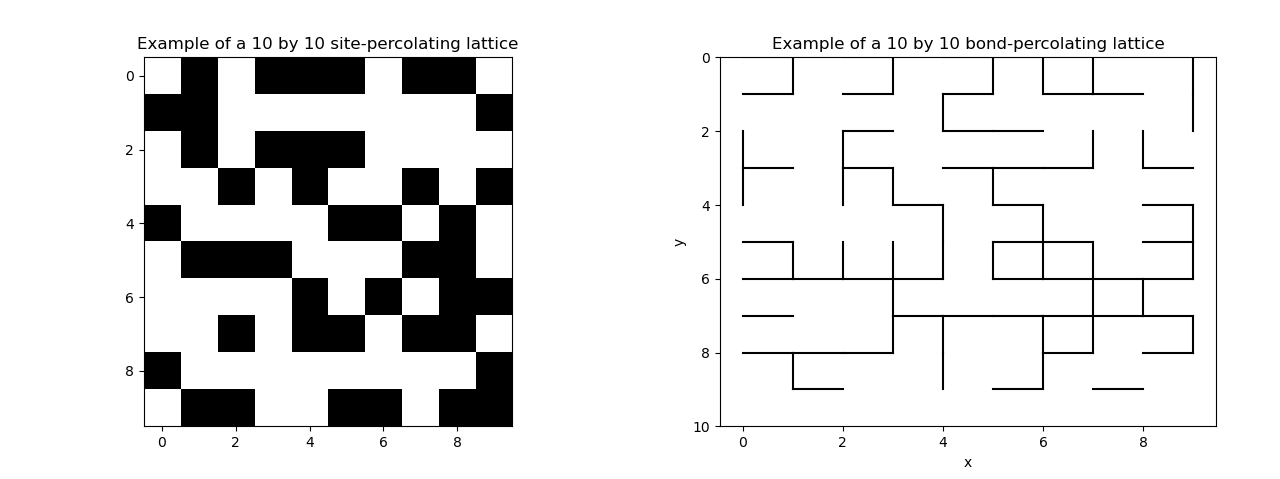 Example of a 10 by 10 site-percolating lattice
0
2
4
6
8
0 2 4 6 8
Example of a 10 by 10 bond-percolating lattice
0
2
4
6
8
10
y
0 2 4 6 8
x